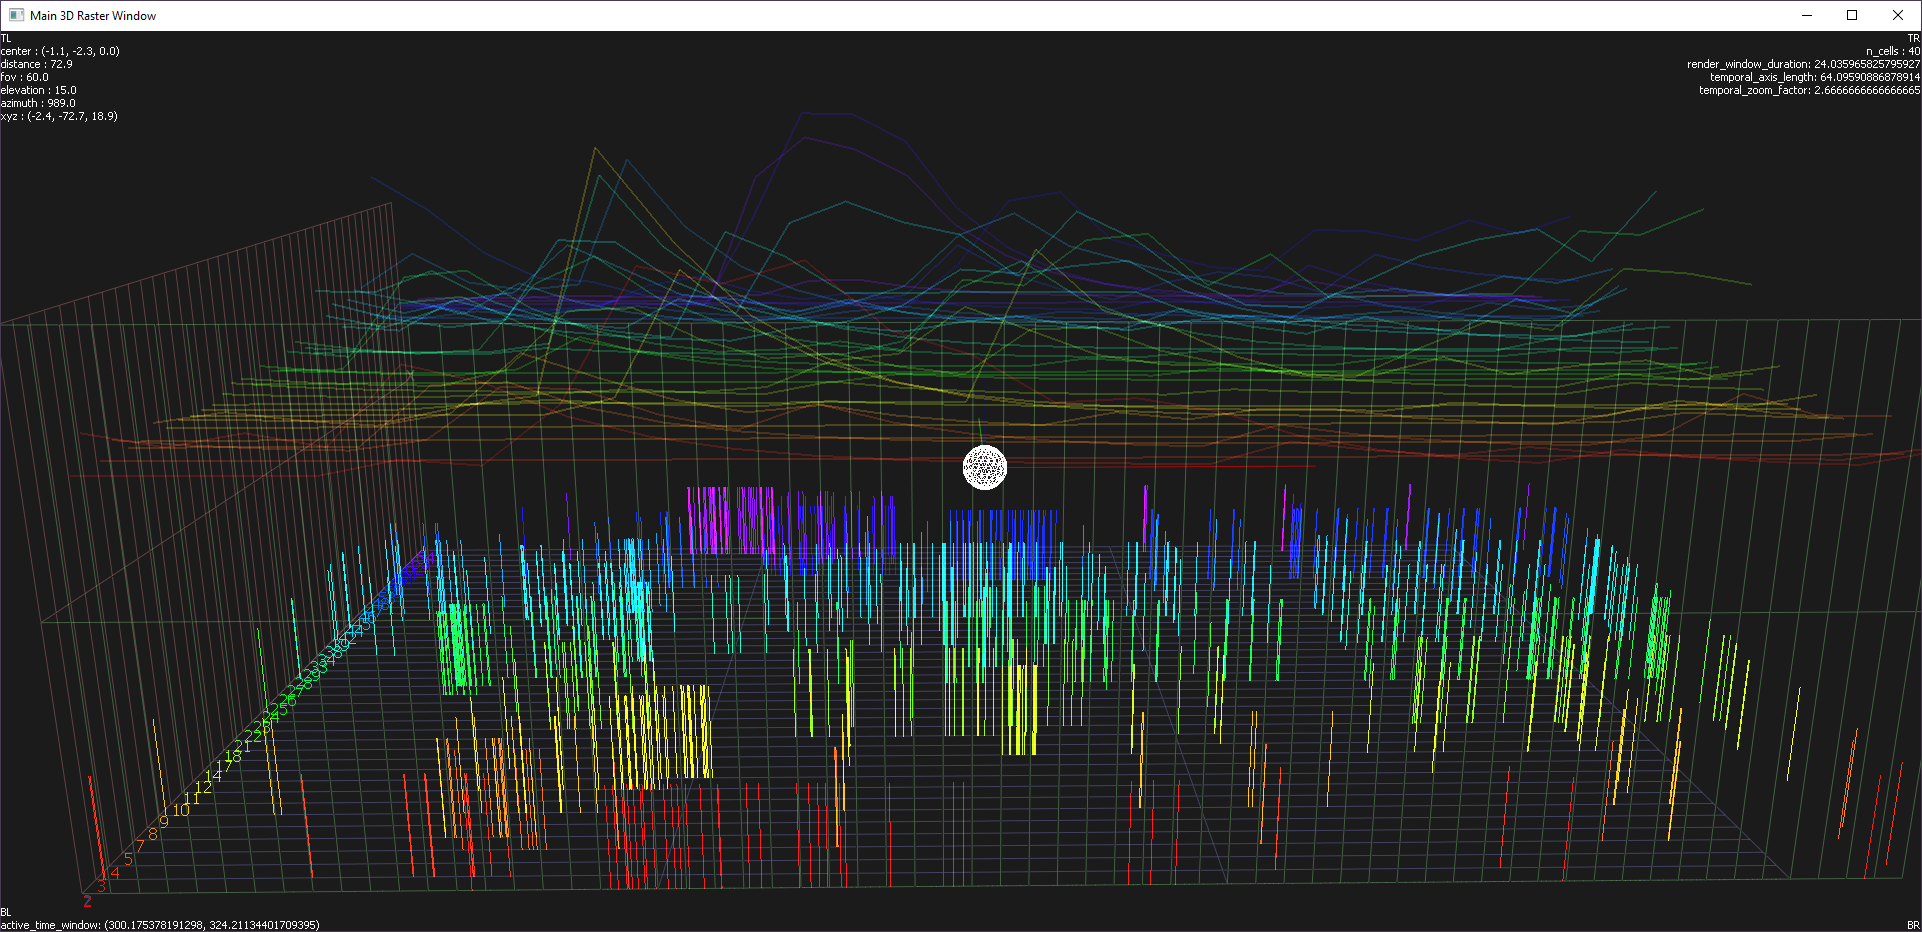 Main 3D Raster Window
TL
center : (-1.1, -2.3, 0.0)
distance : 72.9
fov : 60.0
elevation : 15.0
azimuth : 989.0
xyz : (-2.4, -72.7, 18.9)
TR
n_cells : 40
render_window_duration: 24.035965825795927
temporal_axis_length: 64.09590886878914
temporal_zoom_factor: 2.6666666666666665
21
18
14
12
11
10
9
8
7
5
4
3
2
BL
active_time_window: (300.175378191298, 324.21134401709395)
BR